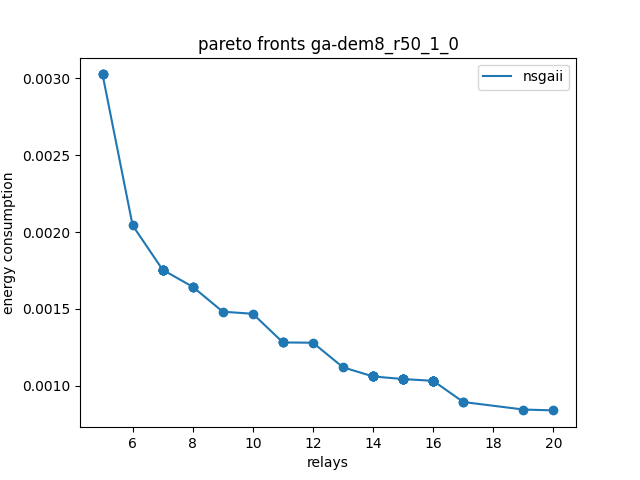 pareto fronts ga-dem8_r50_1_0
nsgaii
energy consumption
0.0030
0.0025
0.0020
0.0015
0.0010
6 8 10 12 14 16 18 20
relays